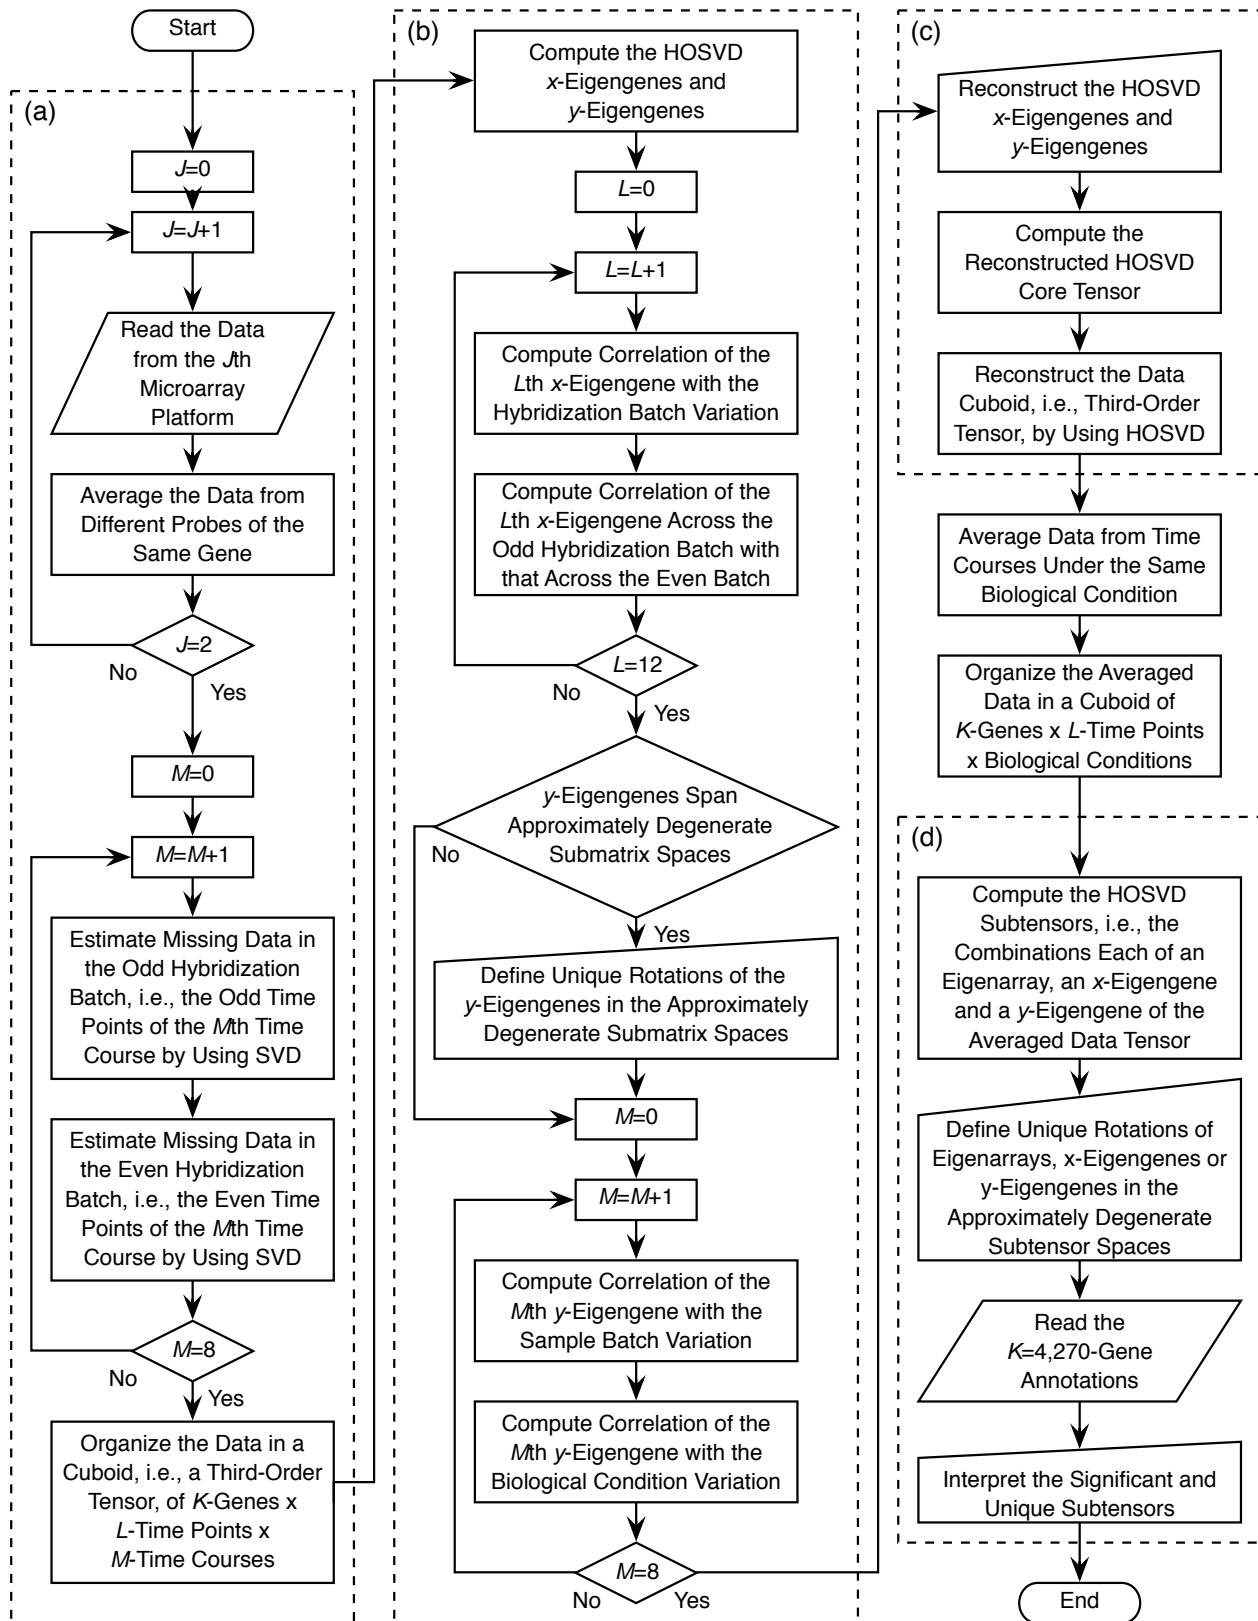 Start
(a)
J=0
J=J+1
Read the Data
from the Jth
Microarray
Platform
Average the Data from
Different Probes of the
Same Gene
J=2
No
Yes
M=0
M=M+1
Estimate Missing Data in
the Odd Hybridization
Batch, i.e., the Odd Time
Points of the Mth Time
Course by Using SVD
Estimate Missing Data in
the Even Hybridization
Batch, i.e., the Even Time
Points of the Mth Time
Course by Using SVD
M=8
No
Yes
Organize the Data in a
Cuboid, i.e., a Third-Order
Tensor, of K-Genes x
L-Time Points x
M-Time Courses
(b)
Compute the HOSVD
x-Eigengenes and
y-Eigengenes
L=0
L=L+1
Compute Correlation of the
Lth x-Eigengene with the
Hybridization Batch Variation
Compute Correlation of the
Lth x-Eigengene Across the
Odd Hybridization Batch with
that Across the Even Batch
L=12
No
Yes
y-Eigengenes Span
Approximately Degenerate
Submatrix Spaces
No
Yes
Define Unique Rotations of the
y-Eigengenes in the Approximately
Degenerate Submatrix Spaces
M=0
M=M+1
Compute Correlation of the
Mth y-Eigengene with the
Sample Batch Variation
Compute Correlation of the
Mth y-Eigengene with the
Biological Condition Variation
M=8
No
Yes
(c)
Reconstruct the HOSVD
x-Eigengenes and
y-Eigengenes
Compute the
Reconstructed HOSVD
Core Tensor
Reconstruct the Data
Cuboid, i.e., Third-Order
Tensor, by Using HOSVD
Average Data from Time
Courses Under the Same
Biological Condition
Organize the Averaged
Data in a Cuboid of
K-Genes x L-Time Points
x Biological Conditions
(d)
Compute the HOSVD
Subtensors, i.e., the
Combinations Each of an
Eigenarray, an x-Eigengene
and a y-Eigengene of the
Averaged Data Tensor
Define Unique Rotations of
Eigenarrays, x-Eigengenes or
y-Eigengenes in the
Approximately Degenerate
Subtensor Spaces
Read the
K=4,270-Gene
Annotations
Interpret the Significant and
Unique Subtensors
End